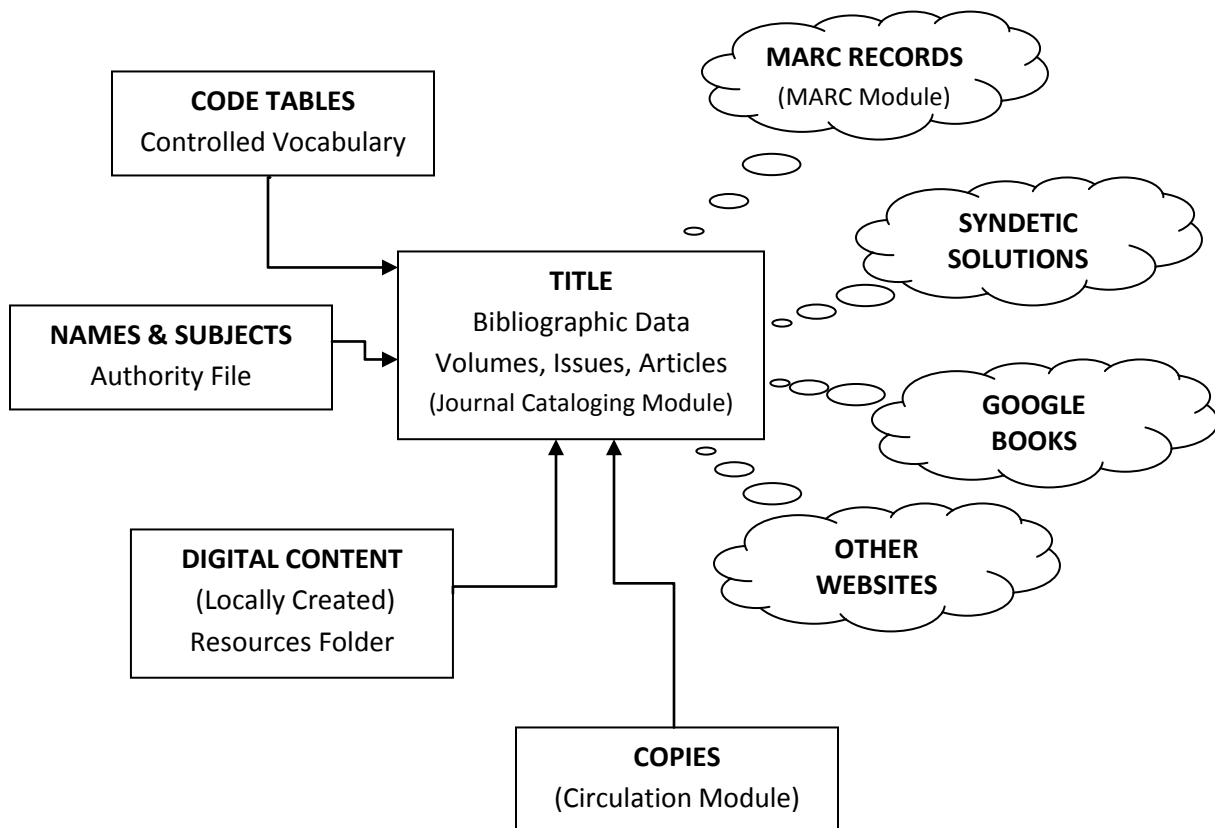 MARC RECORDS
(MARC Module)
CODE TABLES
Controlled Vocabulary
SYNDETIC
SOLUTIONS
TITLE
Bibliographic Data
Volumes, Issues, Articles
(Journal Cataloging Module)
NAMES & SUBJECTS
Authority File
GOOGLE
BOOKS
OTHER
WEBSITES
DIGITAL CONTENT
(Locally Created)
Resources Folder
COPIES
(Circulation Module)